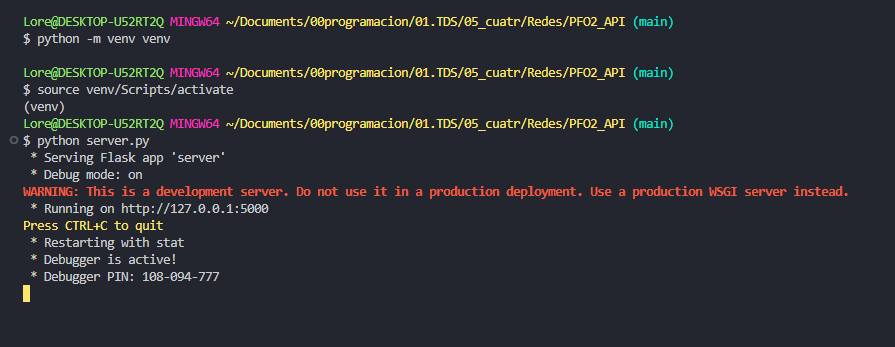 Lore@DESKTOP-U52RT2Q MINGW64 ~/Documents/00programacion/01.TDS/05_cuatr/Redes/PFO2_API (main)
$ python -m venv venv
Lore@DESKTOP-U52RT2Q MINGW64 ~/Documents/00programacion/01.TDS/05_cuatr/Redes/PFO2_API (main)
$ source venv/Scripts/activate
(venv)
Lore@DESKTOP-U52RT2Q MINGW64 ~/Documents/00programacion/01.TDS/05_cuatr/Redes/PFO2_API (main)
$ python server.py
 * Serving Flask app 'server'
 * Debug mode: on
WARNING: This is a development server. Do not use it in a production deployment. Use a production WSGI server instead.
 * Running on http://127.0.0.1:5000
Press CTRL+C to quit
 * Restarting with stat
 * Debugger is active!
 * Debugger PIN: 108-094-777